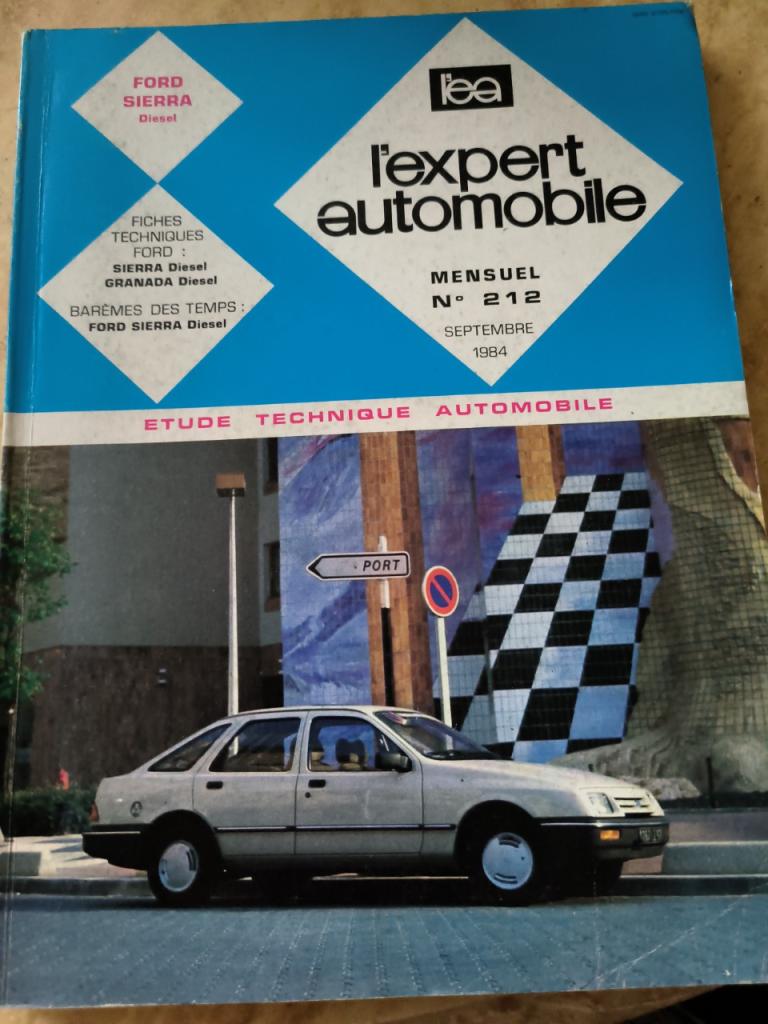 FORD
SIERRA
Diesel
FICHES
TECHNIQUES
FORD :
SIERRA Diesel
GRANADA Diesel
BARÈMES DES TEMPS :
FORD SIERRA Diesel
l'ea
l'expert
automobile
MENSUEL
Nº 212
SEPTEMBRE
1984
ETUDE TECHNIQUE AUTOMOBILE
PORT